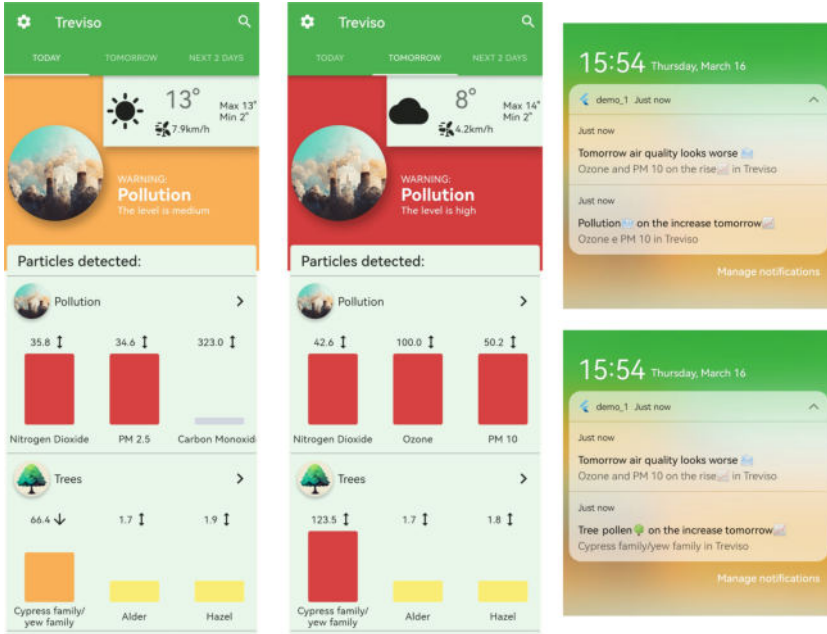 Treviso
TODAY TOMORROW NEXT 2 DAYS
13° Max 13°
Min 2°
7.9km/h
WARNING:
Pollution
The level is medium
Particles detected:
Pollution
35.8 34.6 323.0
Nitrogen Dioxide PM 2.5 Carbon Monoxid
Trees
66.4 1.7 1.9
Cypress family/
yew family Alder Hazel
Treviso
TODAY TOMORROW NEXT 2 DAYS
8° Max 14°
Min 2°
4.2km/h
WARNING:
Pollution
The level is high
Particles detected:
Pollution
42.6 100.0 50.2
Nitrogen Dioxide Ozone PM 10
Trees
123.5 1.7 1.8
Cypress family/
yew family Alder Hazel
15:54 Thursday, March 16
demo_1 Just now
Just now
Tomorrow air quality looks worse
Ozone and PM 10 on the rise in Treviso
Just now
Pollution on the increase tomorrow
Ozone e PM 10 in Treviso
Manage notifications
15:54 Thursday, March 16
demo_1 Just now
Just now
Tomorrow air quality looks worse
Ozone and PM 10 on the rise in Treviso
Just now
Tree pollen on the increase tomorrow
Cypress family/yew family in Treviso
Manage notifications